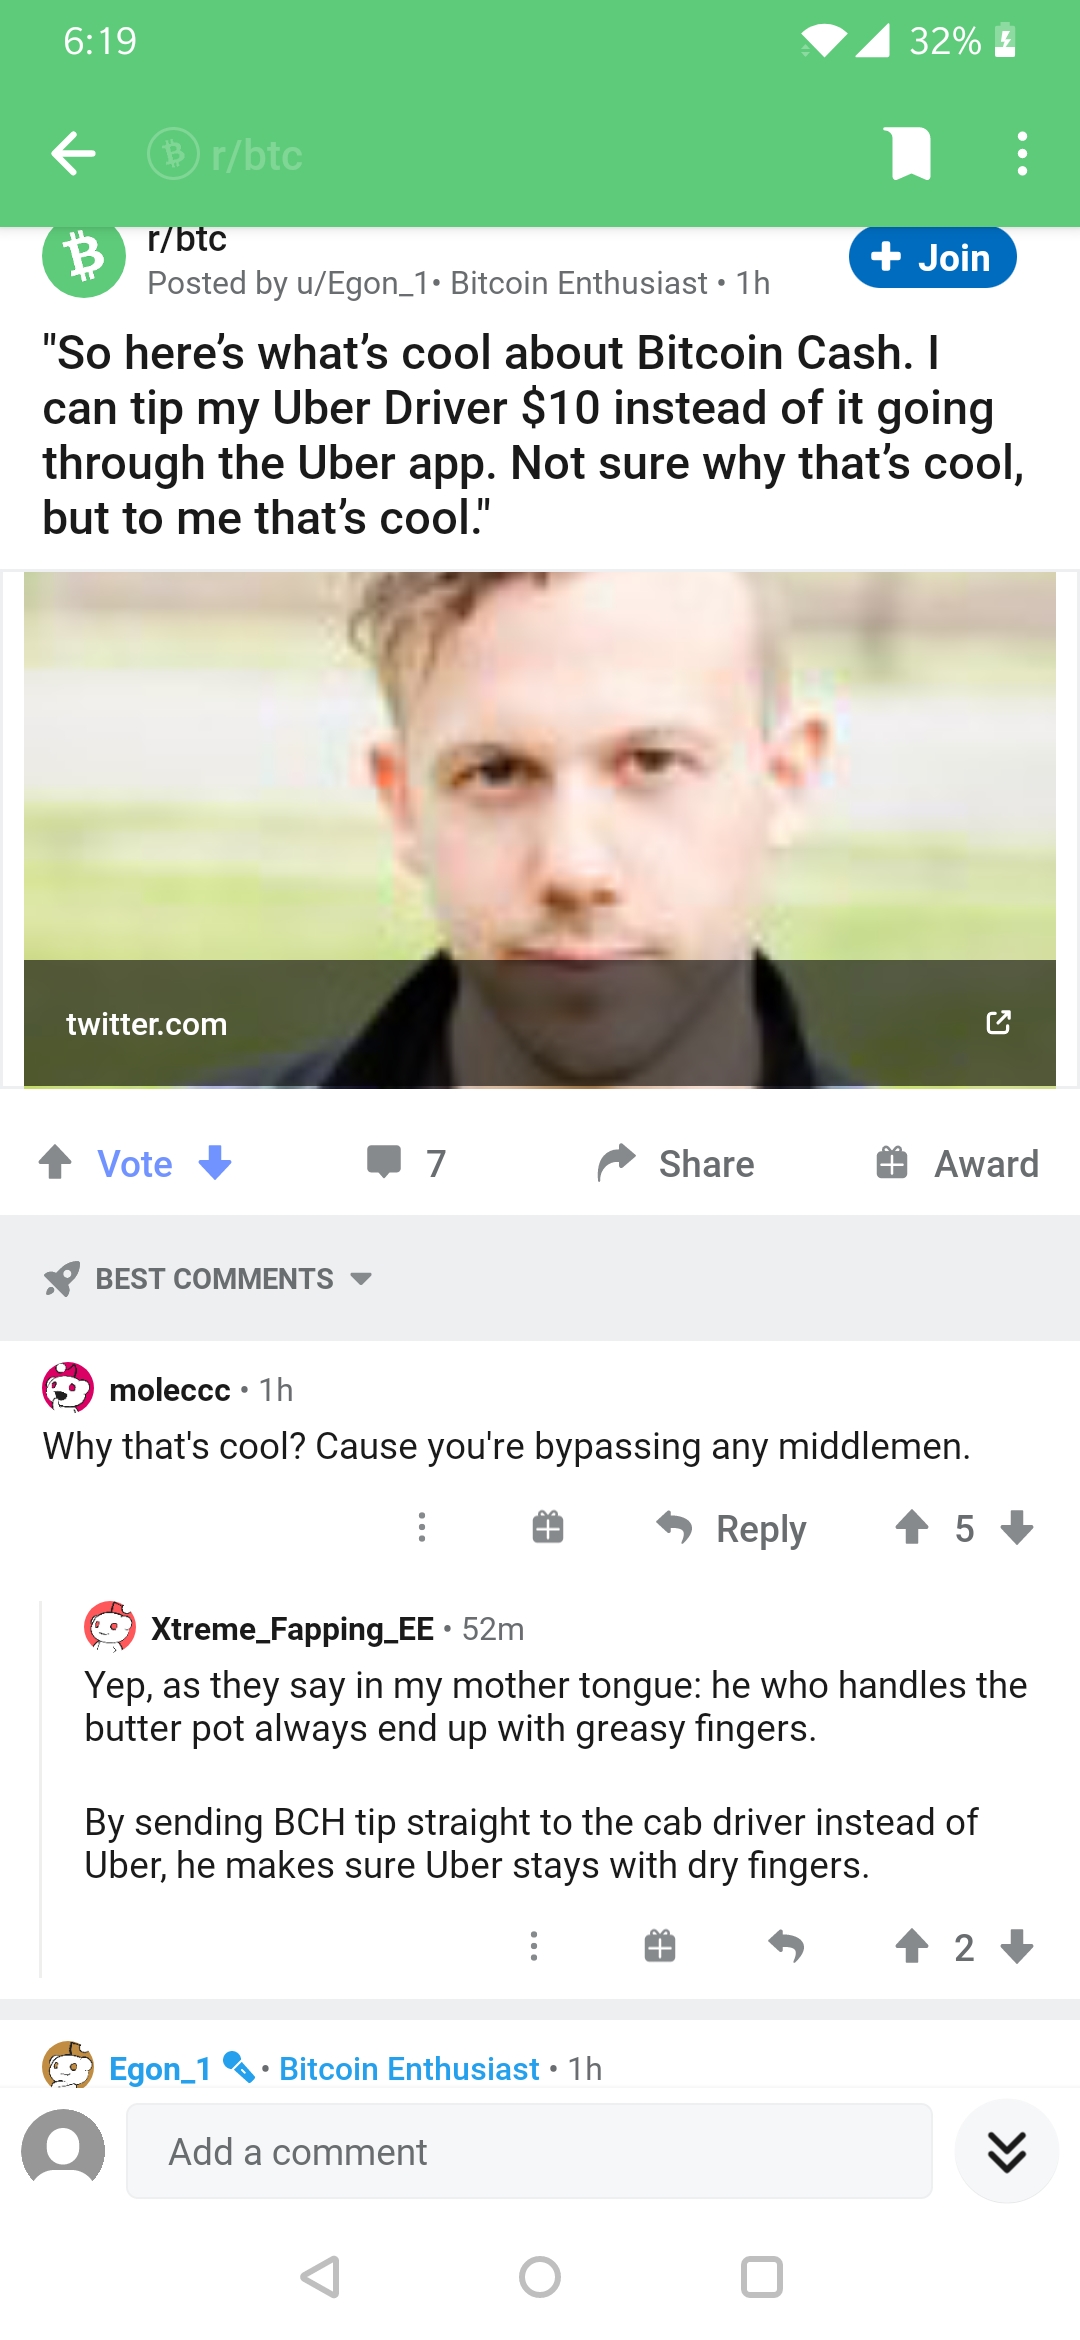 6:19
32%
r/btc
r/btc
Posted by u/Egon_1• Bitcoin Enthusiast • 1h
+ Join
"So here’s what’s cool about Bitcoin Cash. I
can tip my Uber Driver $10 instead of it going
through the Uber app. Not sure why that’s cool,
but to me that’s cool."
twitter.com
Vote
7
Share
Award
BEST COMMENTS
moleccc • 1h
Why that's cool? Cause you're bypassing any middlemen.
Reply
5
Xtreme_Fapping_EE • 52m
Yep, as they say in my mother tongue: he who handles the
butter pot always end up with greasy fingers.
By sending BCH tip straight to the cab driver instead of
Uber, he makes sure Uber stays with dry fingers.
2
Egon_1 • Bitcoin Enthusiast • 1h
Add a comment